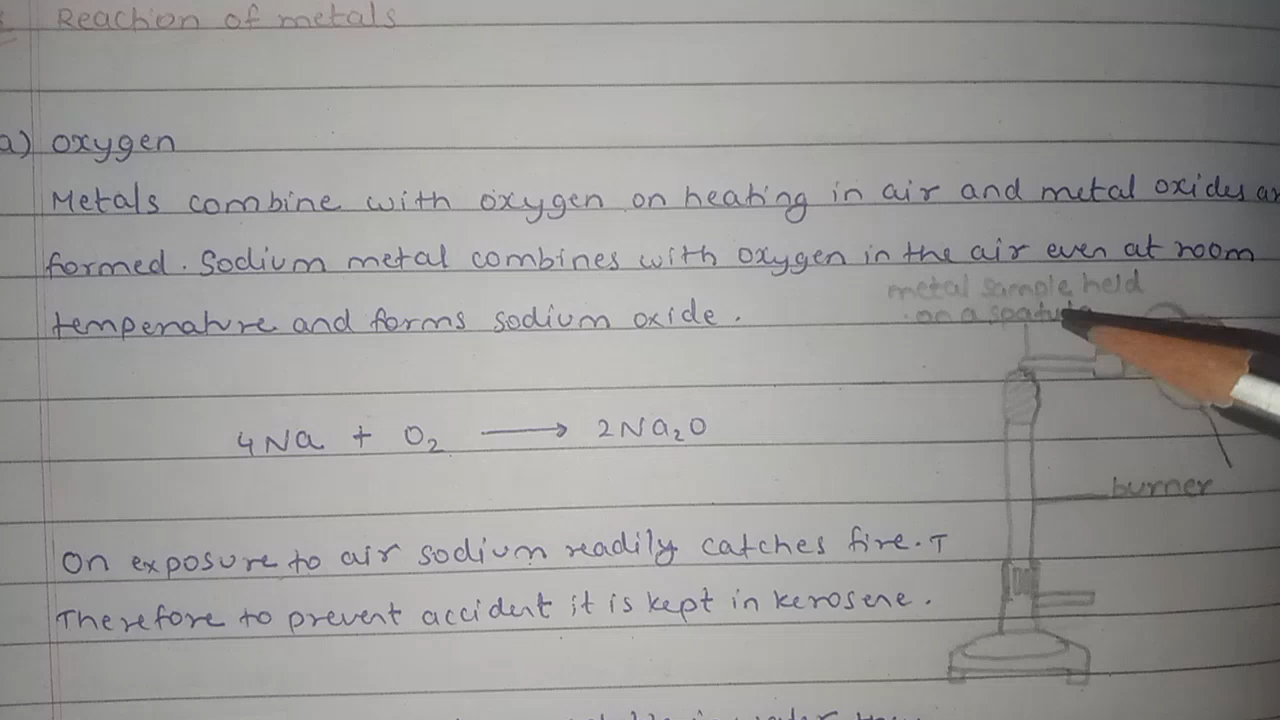 Reaction of metals
a) oxygen
Metals combine with oxygen on heating in air and metal oxides
formed. Sodium metal combines with oxygen in the air even at room
temperature and forms sodium oxide.
metal sample held
on a
4Na + O₂ ⟶ 2Na₂O
burner
On exposure to air sodium readily catches fire. T
Therefore to prevent accident it is kept in kerosene.